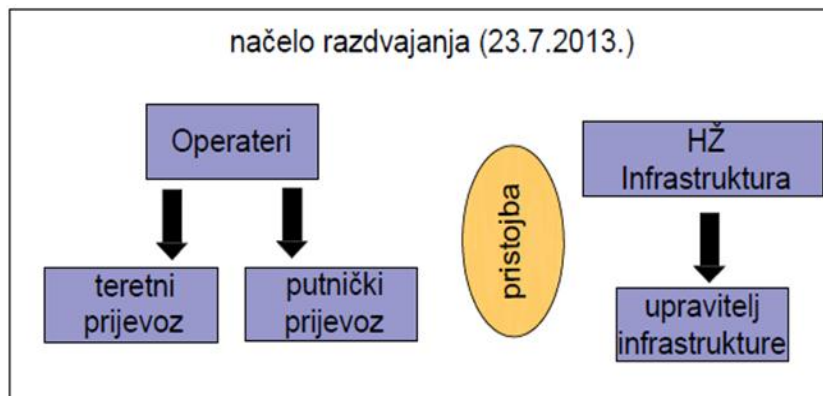 načelo razdvajanja (23.7.2013.)
Operateri
teretni
prijevoz
putnički
prijevoz
pristojba
HŽ
Infrastruktura
upravitelj
infrastrukture